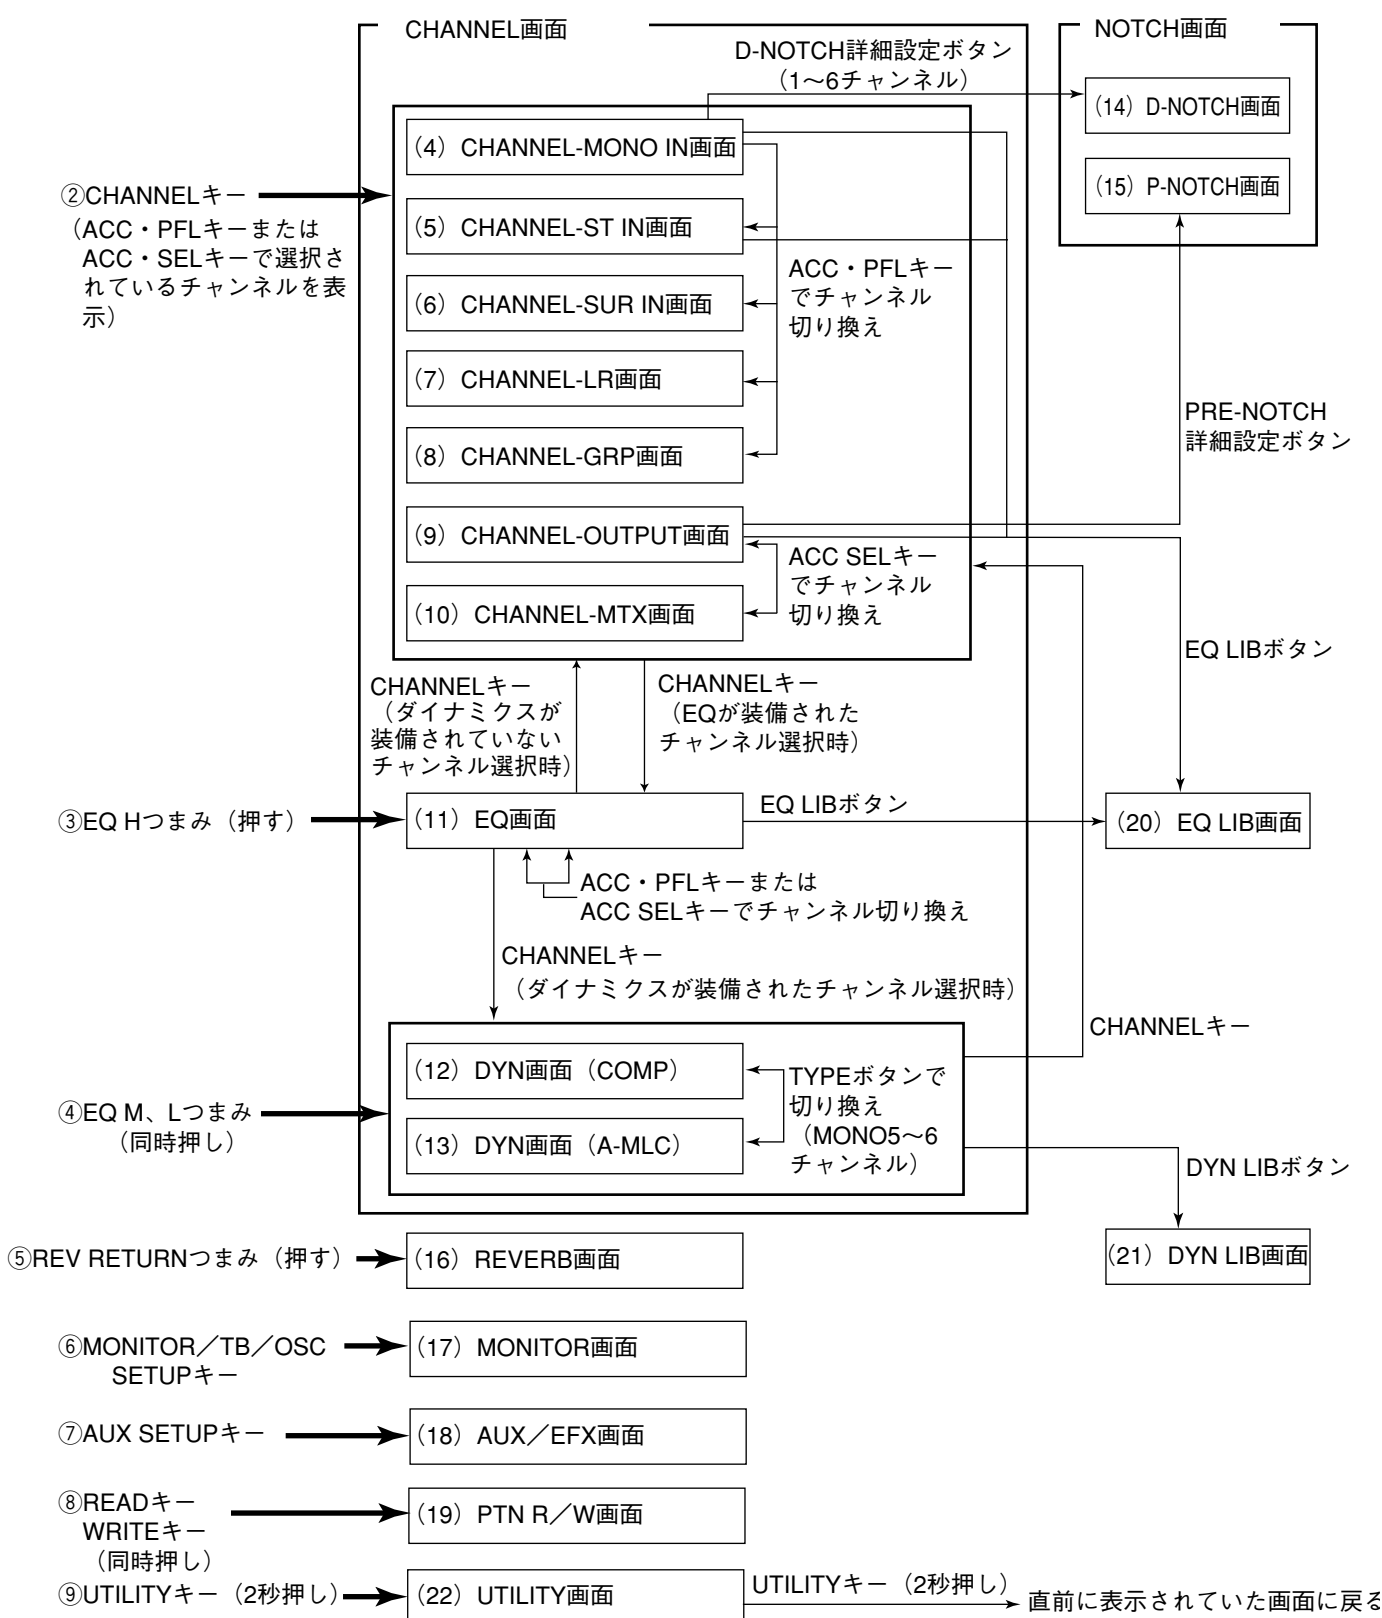 CHANNEL画面
NOTCH画面
D-NOTCH詳細設定ボタン
（1～6チャンネル）
（14）D-NOTCH画面
（4）CHANNEL-MONO IN画面
（15）P-NOTCH画面
②CHANNELキー
（ACC・PFLキーまたは
ACC・SELキーで選択さ
れているチャンネルを表
示）
（5）CHANNEL-ST IN画面
ACC・PFLキー
でチャンネル
切り換え
（6）CHANNEL-SUR IN画面
（7）CHANNEL-LR画面
PRE-NOTCH
詳細設定ボタン
（8）CHANNEL-GRP画面
（9）CHANNEL-OUTPUT画面
ACC SELキー
でチャンネル
切り換え
（10）CHANNEL-MTX画面
EQ LIBボタン
CHANNELキー
（ダイナミクスが
装備されていない
チャンネル選択時）
CHANNELキー
（EQが装備された
チャンネル選択時）
③EQ Hつまみ（押す）
（11）EQ画面
EQ LIBボタン
（20）EQ LIB画面
ACC・PFLキーまたは
ACC SELキーでチャンネル切り換え
CHANNELキー
（ダイナミクスが装備されたチャンネル選択時）
CHANNELキー
（12）DYN画面（COMP）
TYPEボタンで
切り換え
（MONO5～6
チャンネル）
④EQ M、Lつまみ
（同時押し）
（13）DYN画面（A-MLC）
DYN LIBボタン
⑤REV RETURNつまみ（押す）
（16）REVERB画面
（21）DYN LIB画面
⑥MONITOR／TB／OSC
SETUPキー
（17）MONITOR画面
⑦AUX SETUPキー
（18）AUX／EFX画面
⑧READキー
WRITEキー
（同時押し）
（19）PTN R／W画面
⑨UTILITYキー（2秒押し）
（22）UTILITY画面
UTILITYキー（2秒押し）
直前に表示されていた画面に戻る